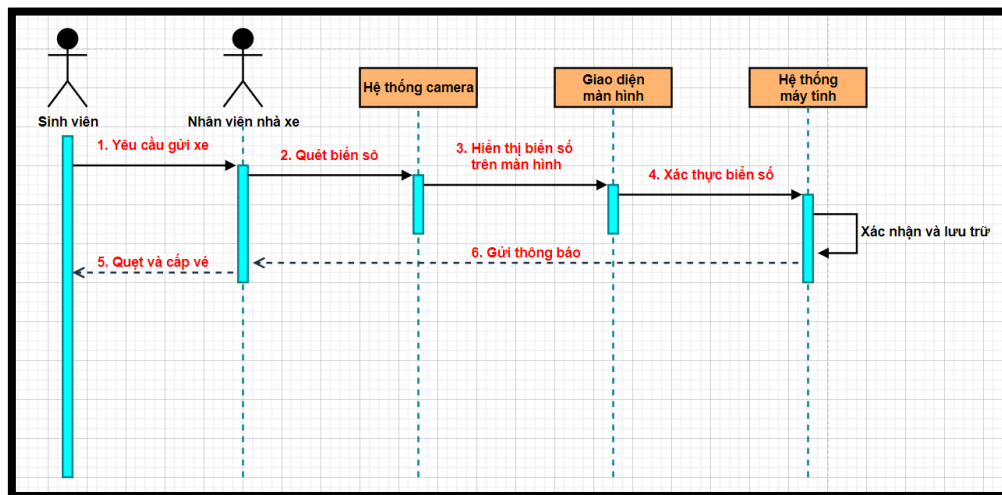 Sinh viên
Nhân viên nhà xe
Hệ thống camera
Giao diện
màn hình
Hệ thống
máy tính
1. Yêu cầu gửi xe
2. Quét biển số
3. Hiển thị biển số
trên màn hình
4. Xác thực biển số
Xác nhận và lưu trữ
6. Gửi thông báo
5. Quẹt và cấp vé